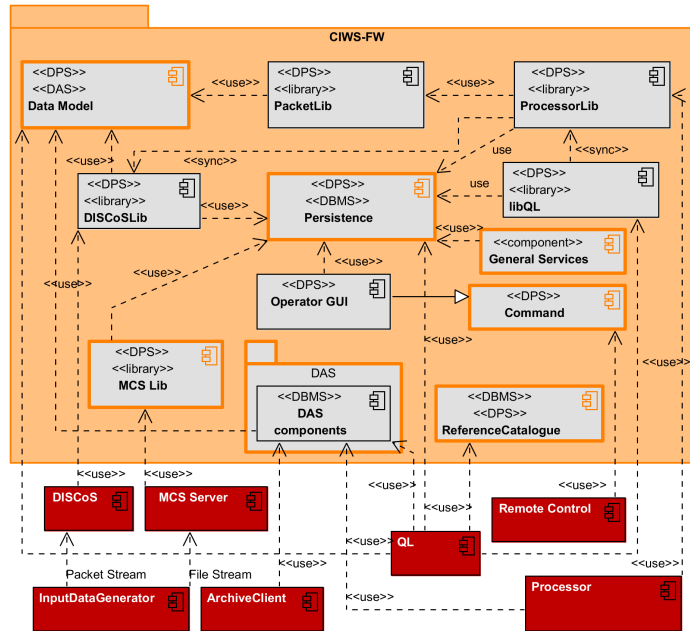 CIWS-FW
<<DPS>>
<<DAS>>
Data Model
<<use>>
<<DPS>>
<<library>>
PacketLib
<<use>>
<<DPS>>
<<library>>
ProcessorLib
<<use>>
<<sync>>
use
<<sync>>
<<DPS>>
<<library>>
DISCoSLib
<<use>>
<<DPS>>
<<DBMS>>
Persistence
use
<<DPS>>
<<library>>
libQL
<<use>>
<<component>>
General Services
<<use>>
<<use>>
<<use>>
<<DPS>>
Operator GUI
<<DPS>>
Command
<<use>>
<<use>>
<<DPS>>
<<library>>
MCS Lib
DAS
<<DBMS>>
DAS
components
<<DBMS>>
<<DPS>>
ReferenceCatalogue
<<use>>
<<use>>
<<use>>
<<use>>
DISCoS
MCS Server
<<use>>
Remote Control
<<use>>
QL
<<use>>
Packet Stream
File Stream
<<use>>
InputDataGenerator
ArchiveClient
Processor